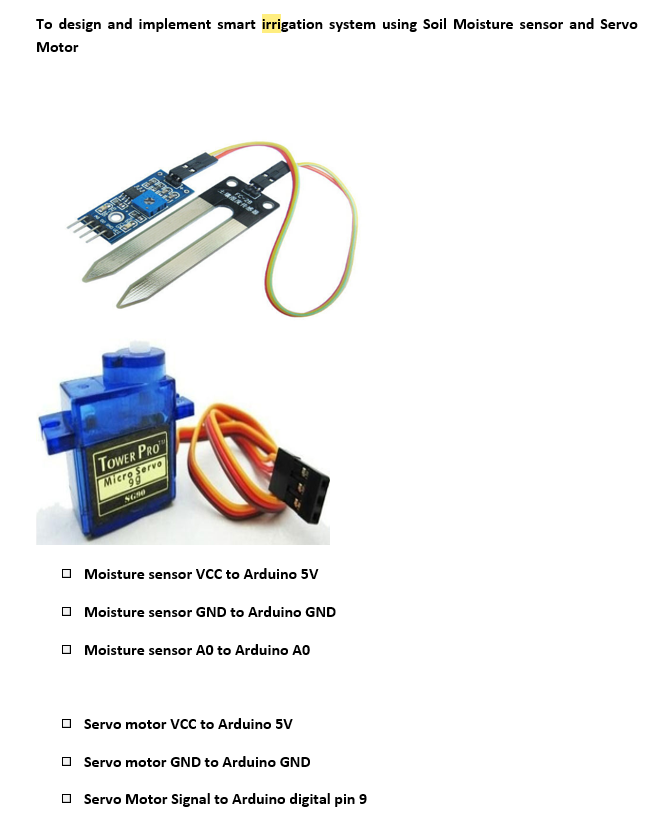 To design and implement smart irrigation system using Soil Moisture sensor and Servo
Motor
TOWER PRO™
Micro Servo
9g
SG90
Moisture sensor VCC to Arduino 5V
Moisture sensor GND to Arduino GND
Moisture sensor A0 to Arduino A0
Servo motor VCC to Arduino 5V
Servo motor GND to Arduino GND
Servo Motor Signal to Arduino digital pin 9